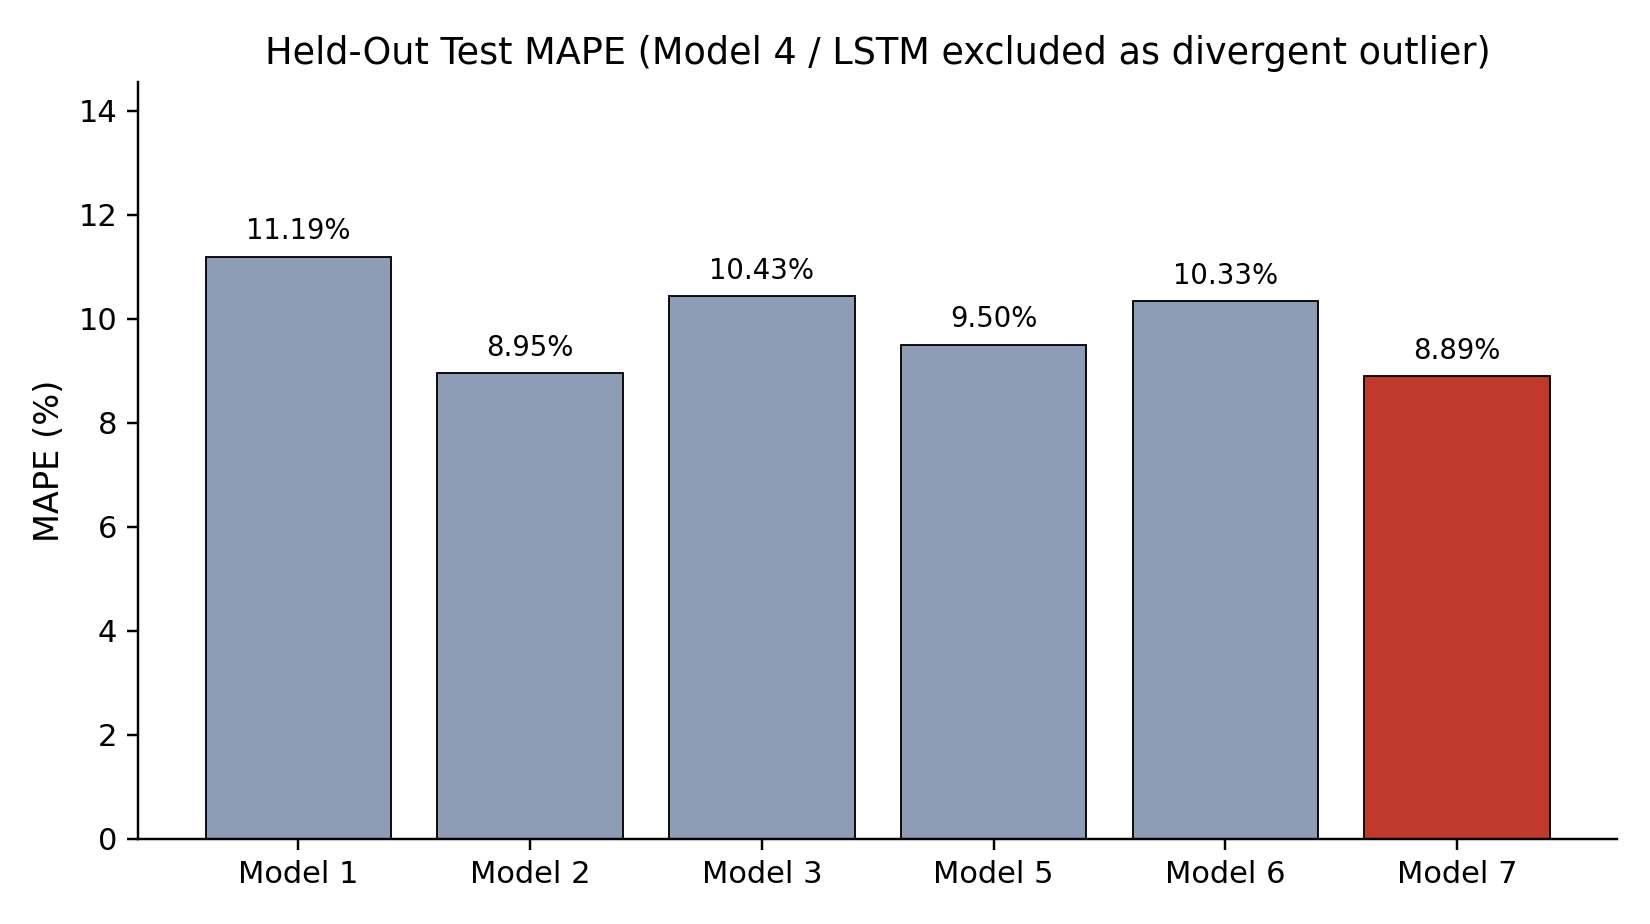 Held-Out Test MAPE (Model 4 / LSTM excluded as divergent outlier)
MAPE (%)
14
12
10
8
6
4
2
0
11.19%
8.95%
10.43%
9.50%
10.33%
8.89%
Model 1
Model 2
Model 3
Model 5
Model 6
Model 7